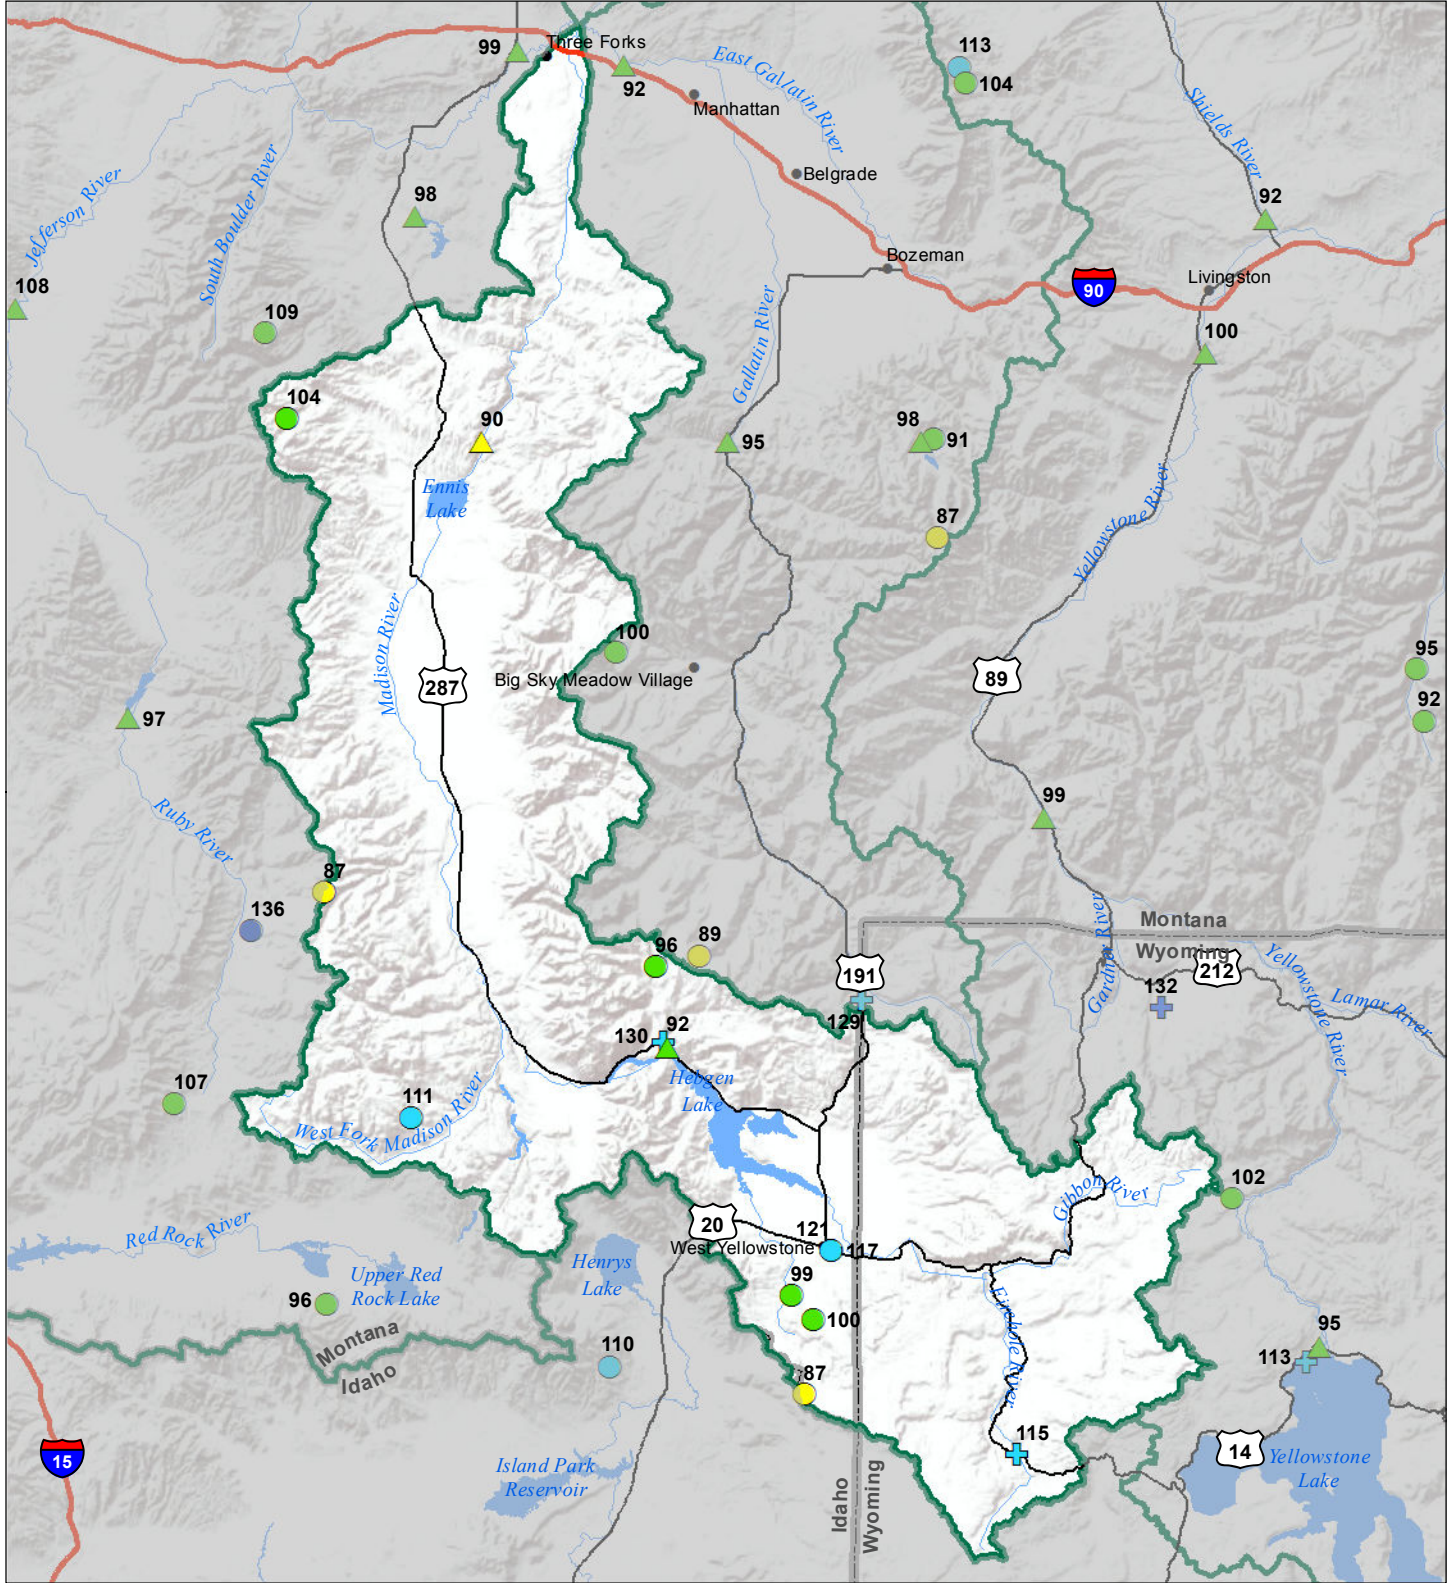 99
Three Forks
92
Manhattan
East Gallatin River
113
104
Shields River
Belgrade
92
Jefferson River
South Boulder River
98
Bozeman
90
Livingston
108
109
Gallatin River
100
104
90
95
98
91
Ennis
Lake
87
Yellowstone River
Madison River
100
Big Sky Meadow Village
287
89
95
92
97
99
Ruby River
87
136
96
89
191
Montana
Wyoming
212
Gardner River
Yellowstone River
Lamar River
132
129
130
92
Hebgen
Lake
107
111
West Fork Madison River
Gibbon River
102
Red Rock River
20
121
West Yellowstone
117
Henrys
Lake
Upper Red
Rock Lake
96
99
100
Firehole River
Montana
Idaho
110
87
95
113
15
115
14
Yellowstone
Lake
Island Park
Reservoir
Idaho
Wyoming